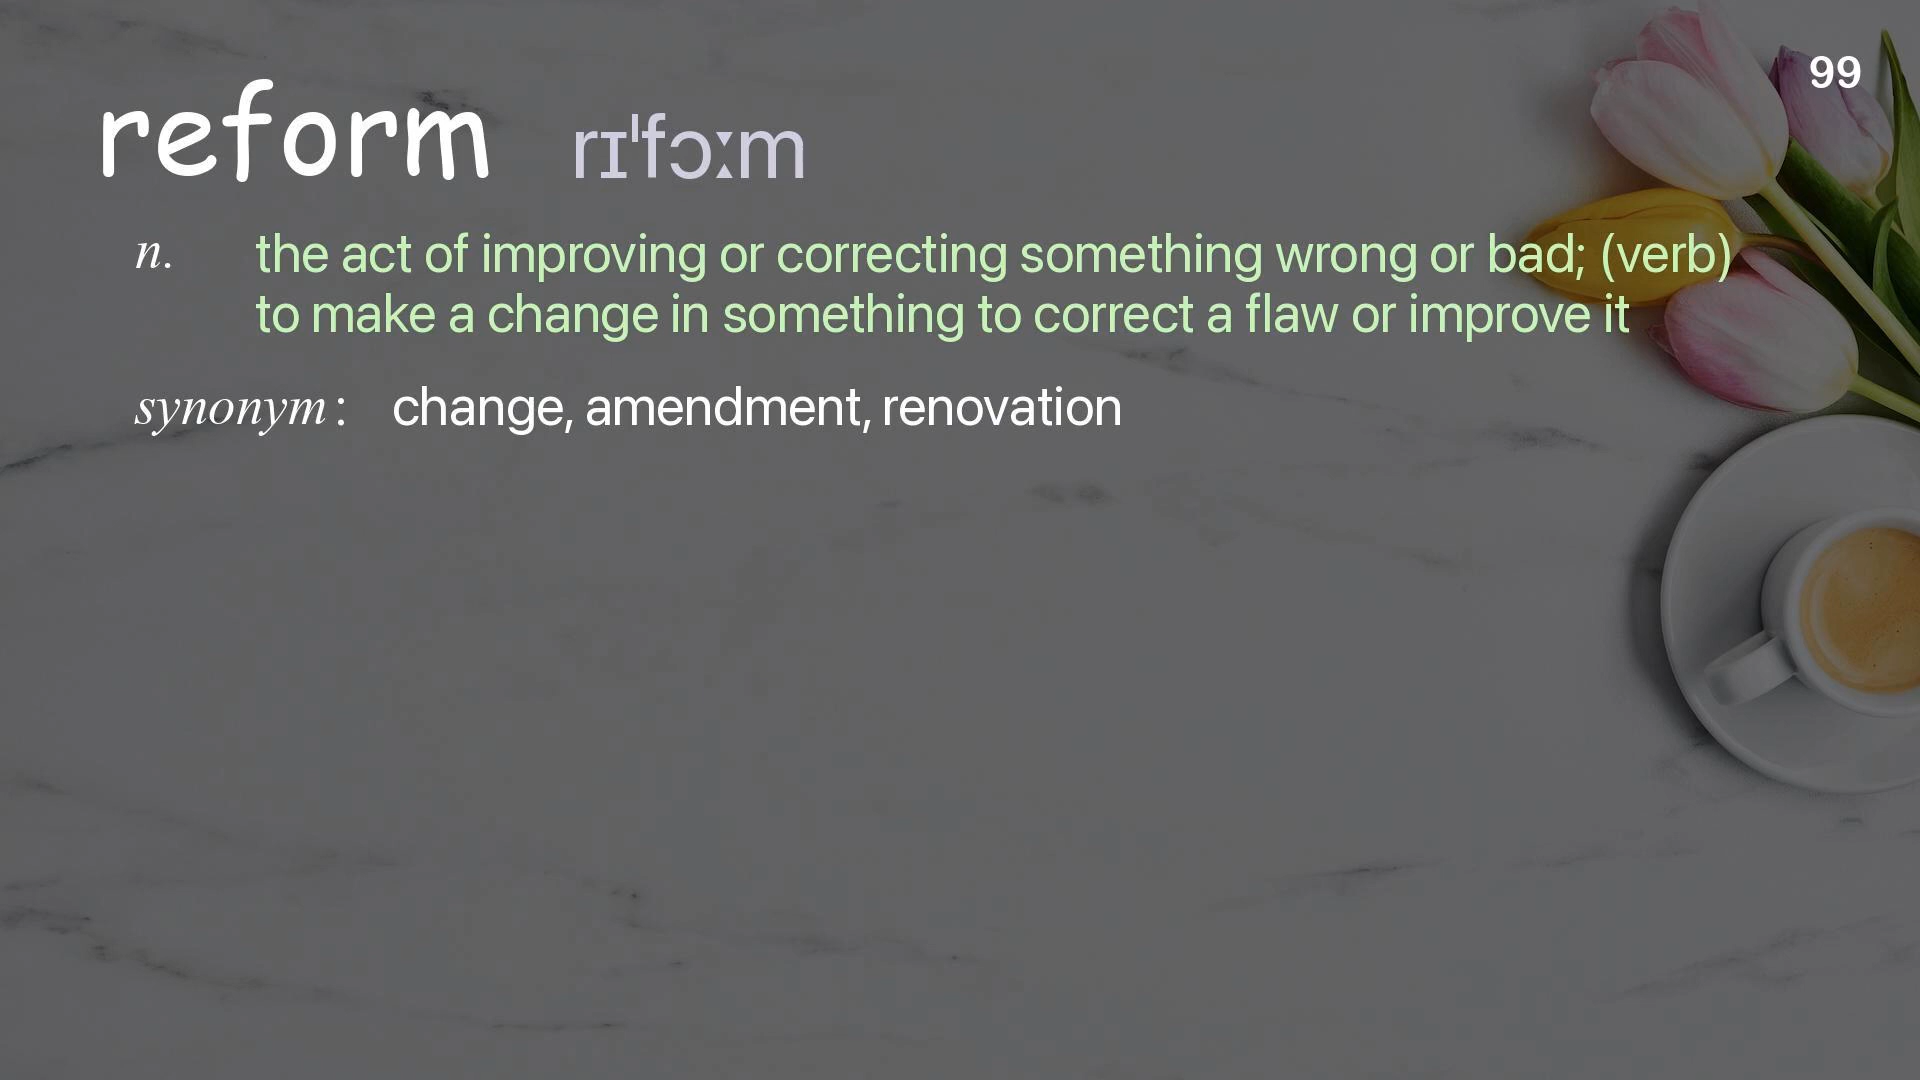 99
reform rɪˈfɔːm
n. the act of improving or correcting something wrong or bad; (verb)
to make a change in something to correct a flaw or improve it
synonym: change, amendment, renovation